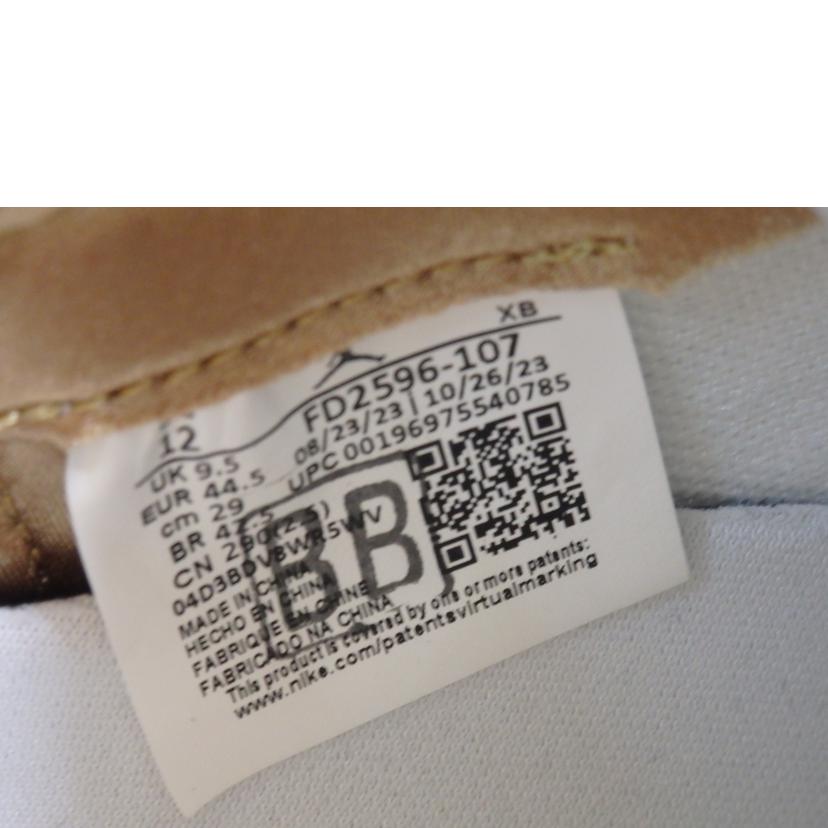 XB
FD2596-107
08/23/23 | 10/26/23
UPC 00196975540785
12
UK 9.5
EUR 44.5
cm 29
BR 42.5
CN 290(2.5)
04D3BDV8WR5WV
BB
MADE IN CHINA
HECHO EN CHINA
FABRIQUE EN CHINE
FABRICADO NA CHINA
This product is covered by one or more patents:
www.nike.com/patentsvirtualmarking